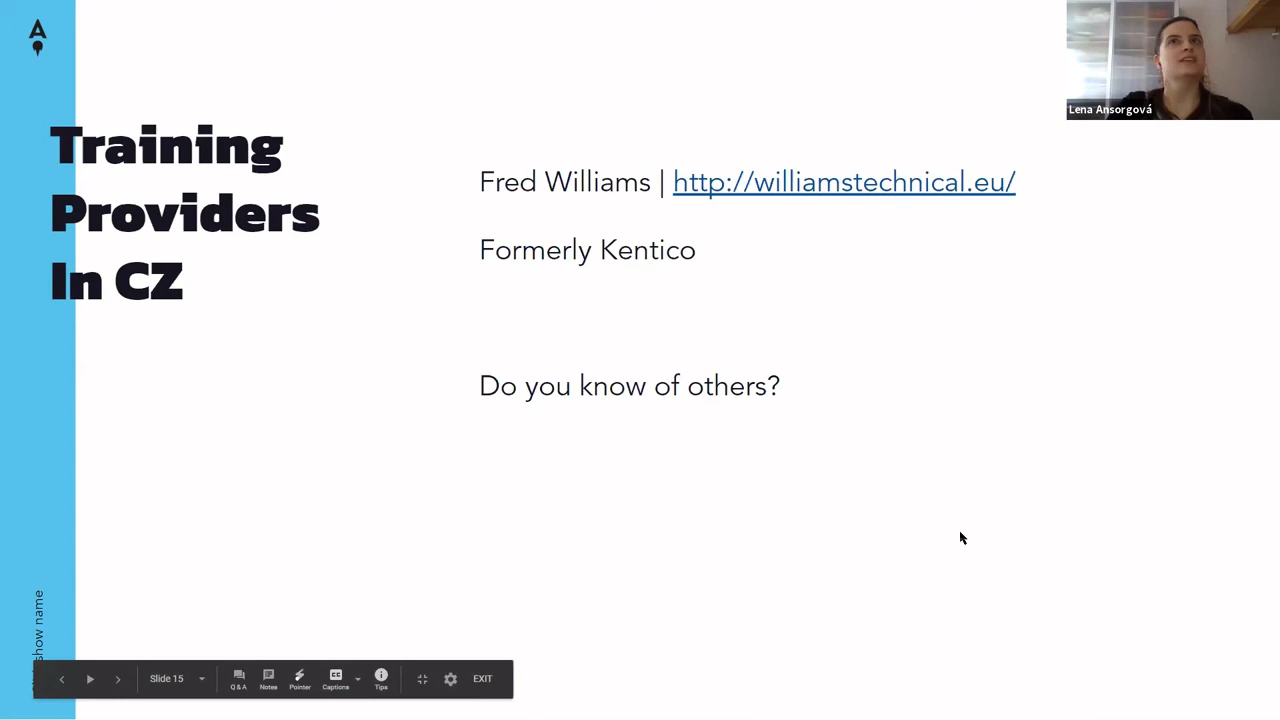 A
Training
Providers
In CZ
Fred Williams | http://williamstechnical.eu/
Formerly Kentico
Do you know of others?
Lena Ansorgová
show name
Slide 15
Q & A
Notes
Pointer
CC
Captions
Tips
EXIT